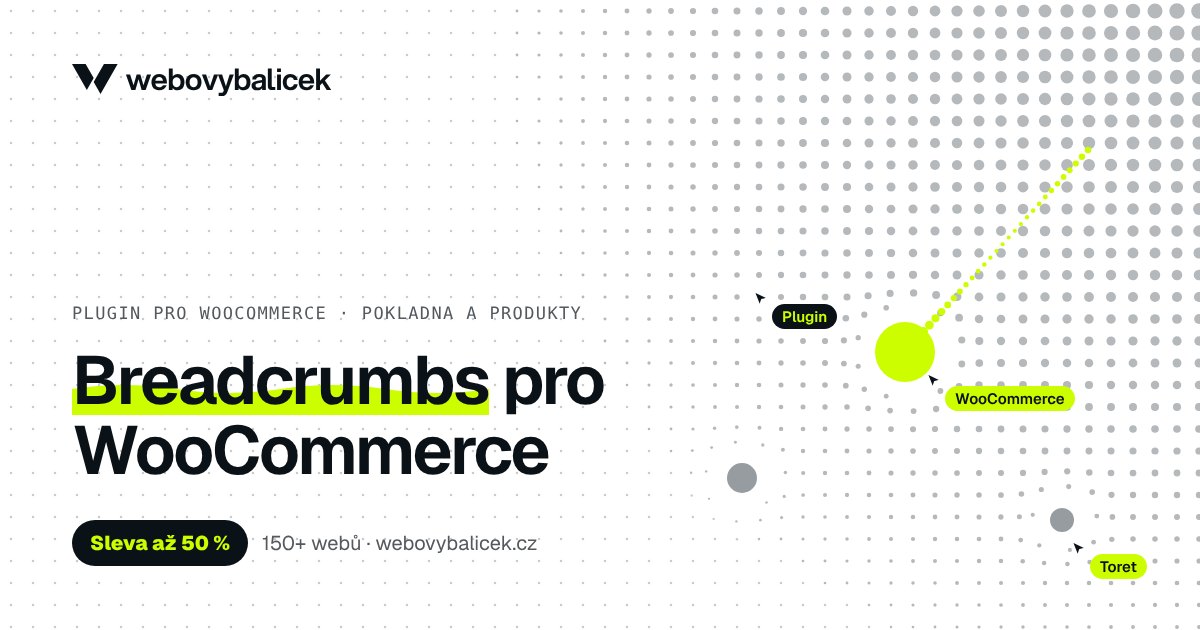 webovybalicek
PLUGIN PRO WOOCOMMERCE · POKLADNA A PRODUKTY
Breadcrumbs pro
WooCommerce
Sleva až 50 %
150+ webů · webovybalicek.cz
Plugin
WooCommerce
Toret